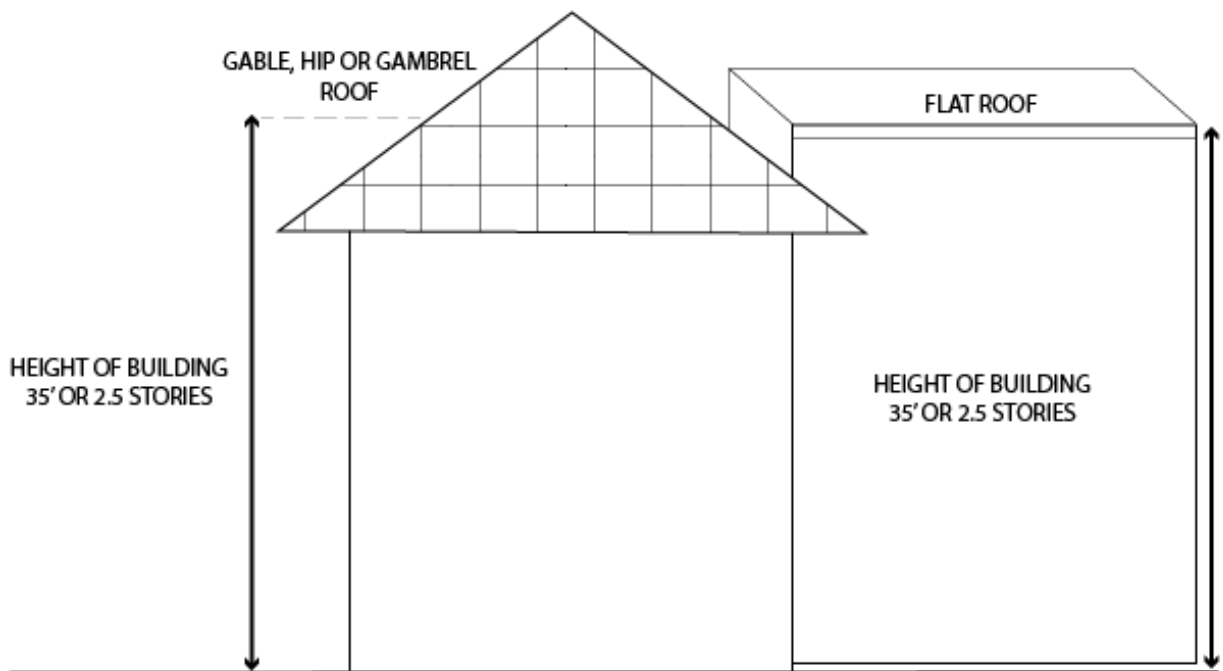 GABLE, HIP OR GAMBREL
ROOF
FLAT ROOF
HEIGHT OF BUILDING
35' OR 2.5 STORIES
HEIGHT OF BUILDING
35' OR 2.5 STORIES